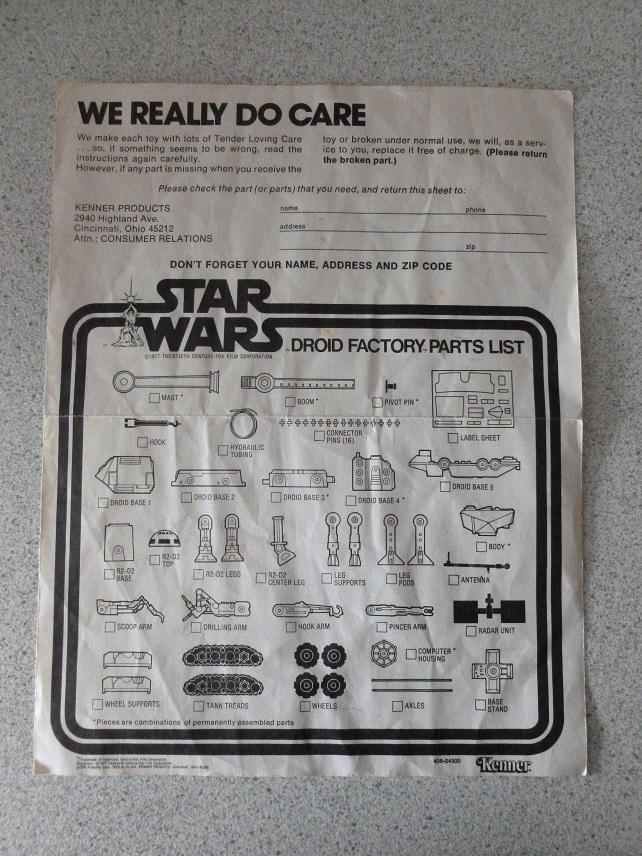 WE REALLY DO CARE
We make each toy with lots of Tender Loving Care
. . . so, if something seems to be wrong, read the
instructions again carefully.
However, if any part is missing when you receive the
toy or broken under normal use, we will, as a serv-
ice to you, replace it free of charge. (Please return
the broken part.)
Please check the part (or parts) that you need, and return this sheet to:
KENNER PRODUCTS
2940 Highland Ave.
Cincinnati, Ohio 45212
Attn.: CONSUMER RELATIONS
name phone
address
zip
DON'T FORGET YOUR NAME, ADDRESS AND ZIP CODE
STAR
WARS
©1977 TWENTIETH CENTURY-FOX FILM CORPORATION
DROID FACTORY PARTS LIST
MAST *
BOOM *
PIVOT PIN *
LABEL SHEET
HOOK
HYDRAULIC
TUBING
CONNECTOR
PINS (16)
DROID BASE 1
DROID BASE 2
DROID BASE 3 *
DROID BASE 4 *
DROID BASE 5
R2-D2
BASE
R2-D2
TOP
R2-D2 LEGS
R2-D2
CENTER LEG
LEG
SUPPORTS
LEG
PODS
BODY *
ANTENNA
SCOOP ARM
DRILLING ARM
HOOK ARM
PINCER ARM
RADAR UNIT
WHEEL SUPPORTS
TANK TREADS
WHEELS
COMPUTER *
HOUSING
AXLES
BASE
STAND
*Pieces are combinations of permanently assembled parts
Kenner